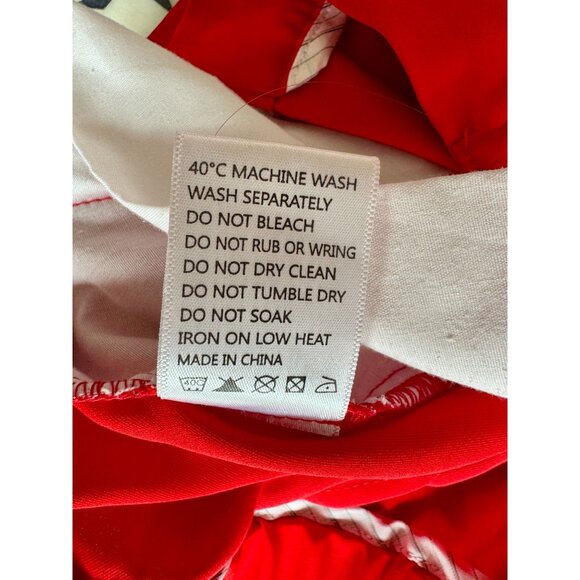 40°C MACHINE WASH
WASH SEPARATELY
DO NOT BLEACH
DO NOT RUB OR WRING
DO NOT DRY CLEAN
DO NOT TUMBLE DRY
DO NOT SOAK
IRON ON LOW HEAT
MADE IN CHINA
40C